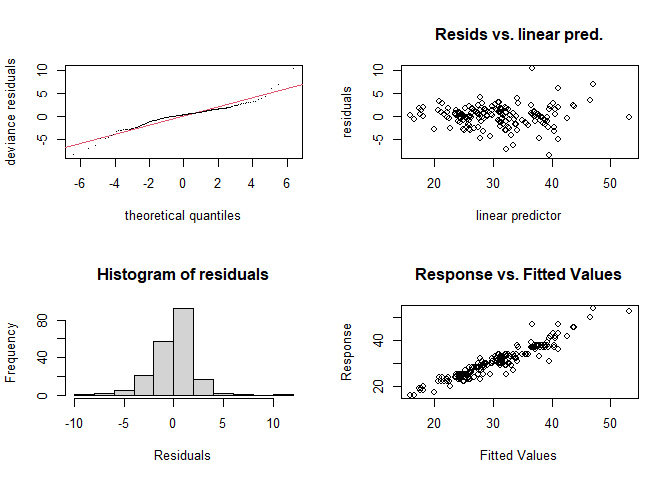 deviance residuals
-5 0 5 10
-6 -4 -2 0 2 4 6
theoretical quantiles
Resids vs. linear pred.
residuals
-5 0 5 10
20 30 40 50
linear predictor
Histogram of residuals
Frequency
0 40 80
-10 -5 0 5 10
Residuals
Response vs. Fitted Values
Response
20 40
20 30 40 50
Fitted Values